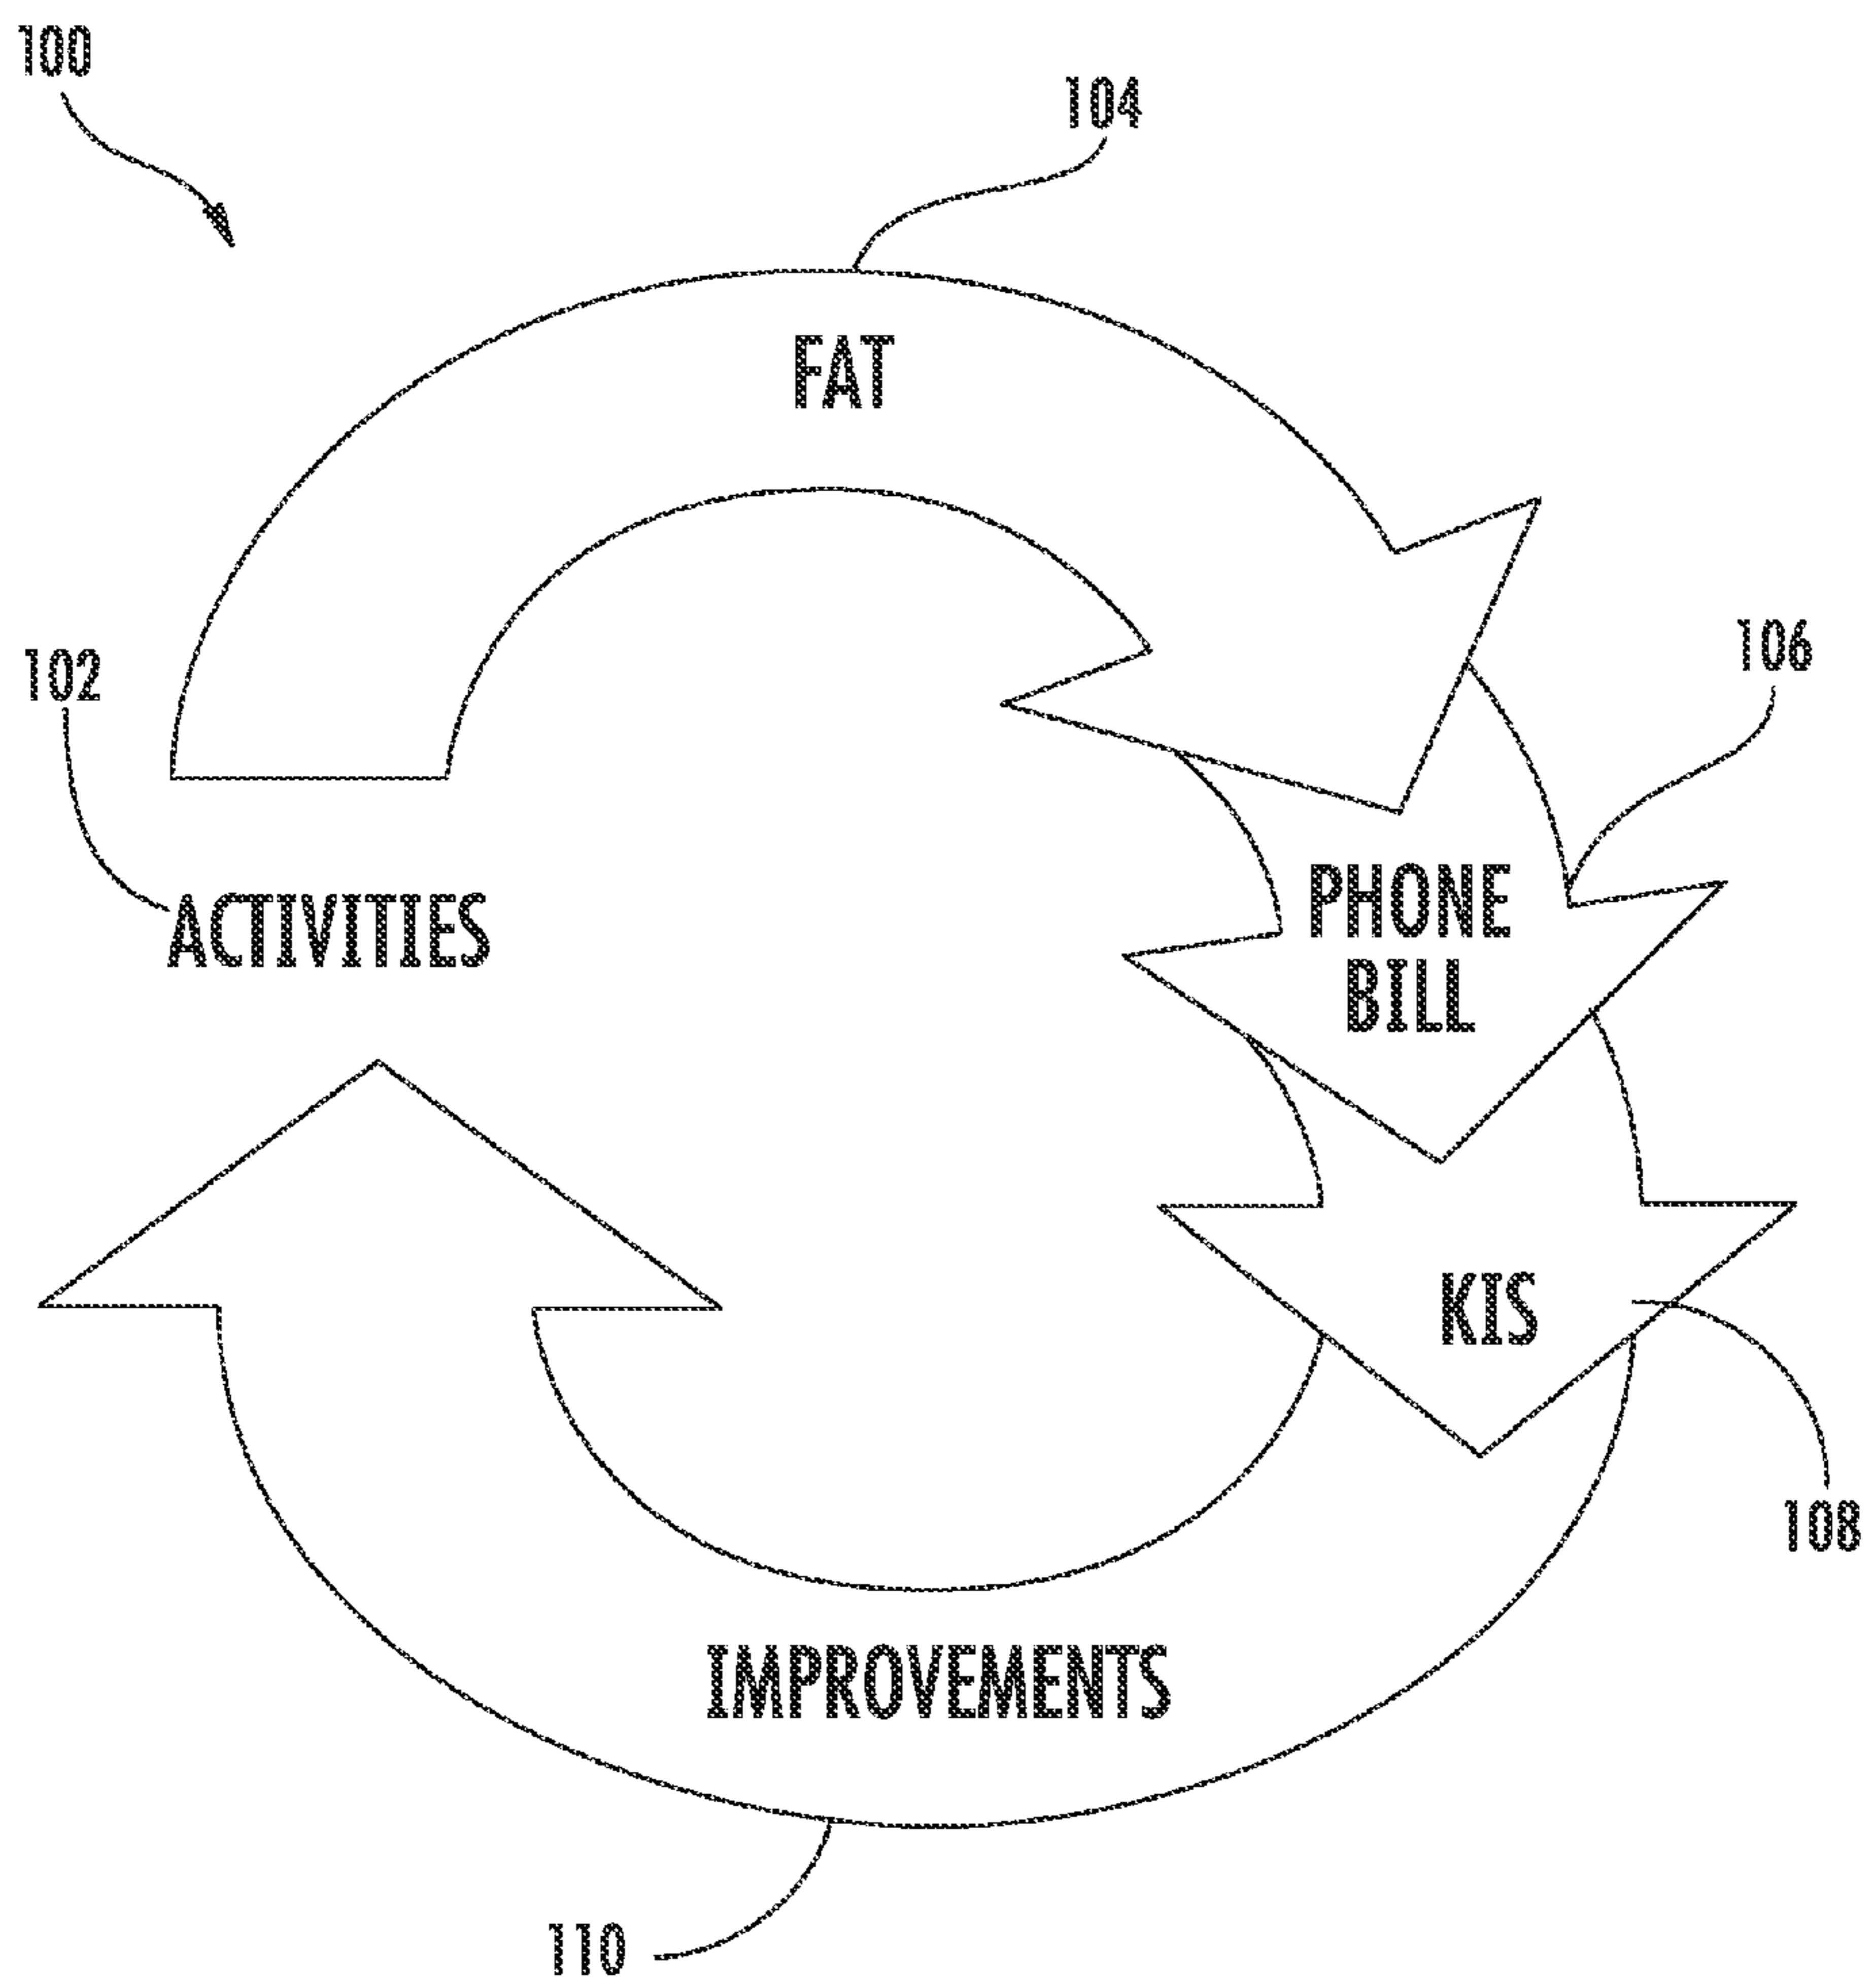 100
104
FAT
106
102
PHONE
BILL
ACTIVITIES
KIS
108
IMPROVEMENTS
110